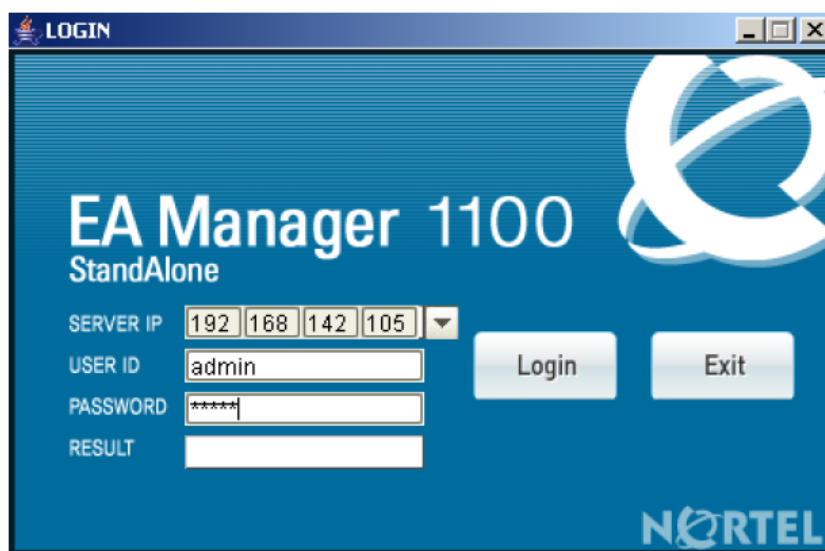 LOGIN
EA Manager 1100
StandAlone
SERVER IP 192 168 142 105
USER ID admin
Login Exit
PASSWORD *****
RESULT
NORTEL